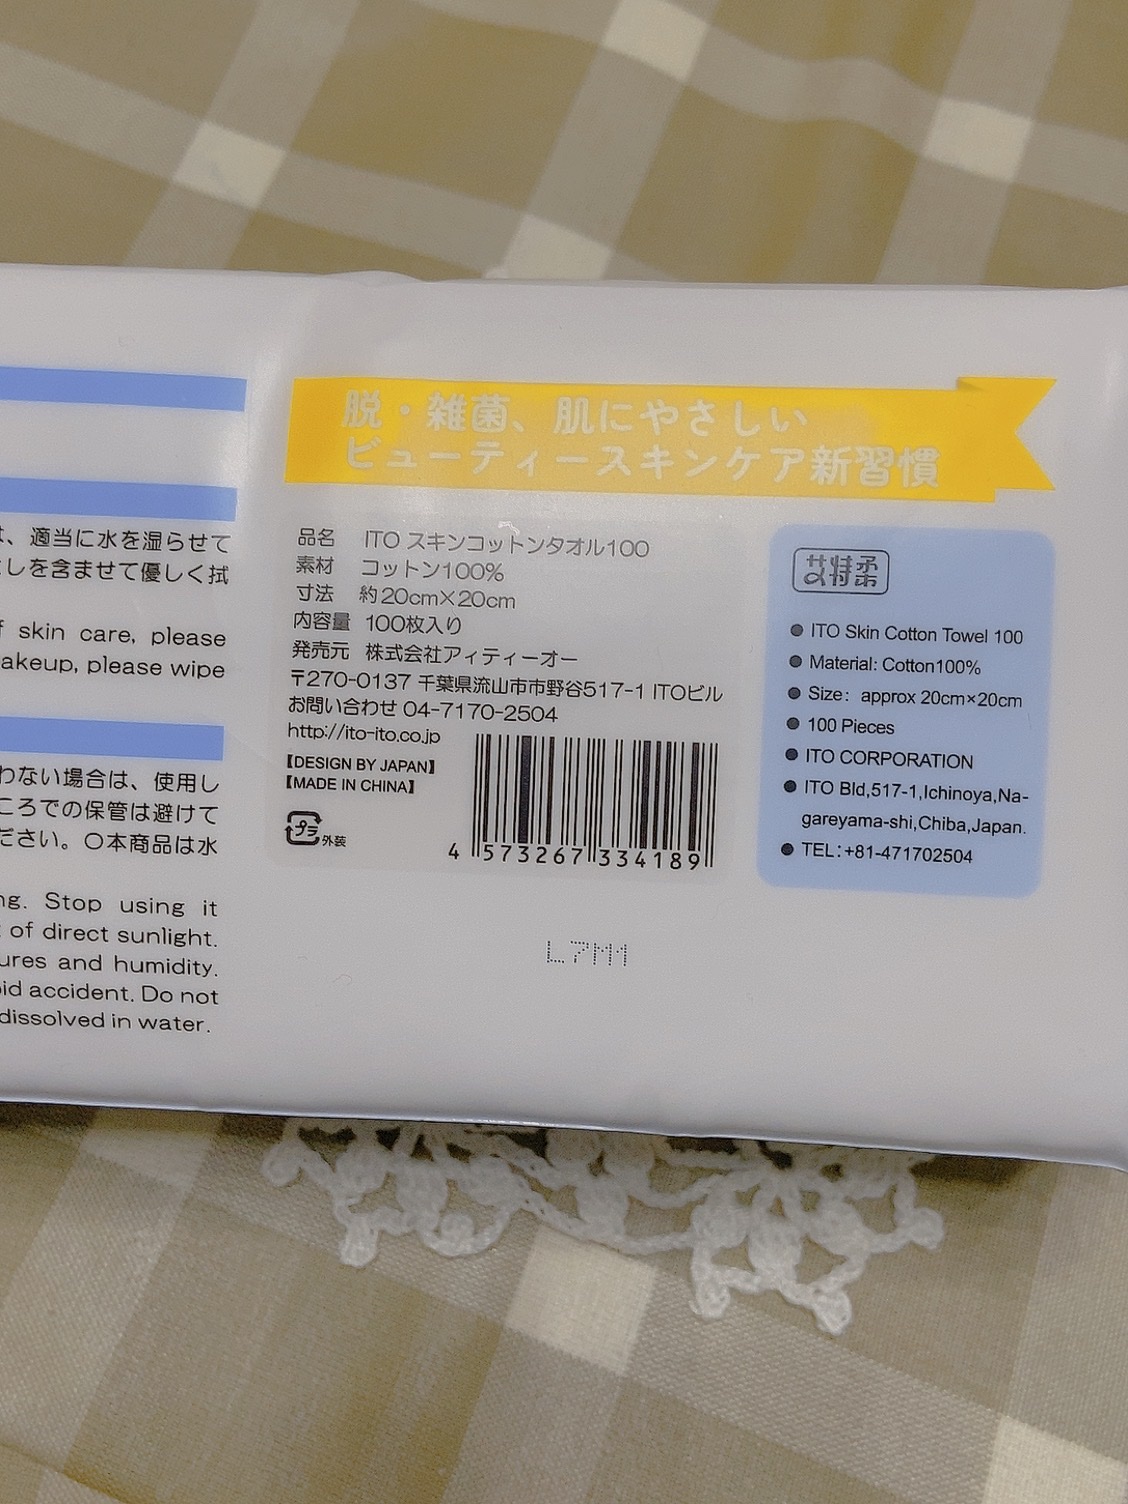 は、適当に水を湿らせて
しを含ませて優しく拭
skin care, please
akeup, please wipe
わない場合は、使用し
ころでの保管は避けて
ださい。○本商品は水
ng. Stop using it
of direct sunlight.
ures and humidity.
oid accident. Do not
dissolved in water.
脱・雑菌、肌にやさしい
ビューティースキンケア新習慣
品名 ITO スキンコットンタオル100
素材 コットン100%
寸法 約20cm×20cm
内容量 100枚入り
発売元 株式会社アイティーオー
〒270-0137 千葉県流山市市野谷517-1 ITOビル
お問い合わせ 04-7170-2504
http://ito-ito.co.jp
【DESIGN BY JAPAN】
【MADE IN CHINA】
プラ 外装
4 573267 334189
L7M1
艾特柔
● ITO Skin Cotton Towel 100
● Material: Cotton100%
● Size: approx 20cm×20cm
● 100 Pieces
● ITO CORPORATION
● ITO Bld,517-1,Ichinoya,Na-
gareyama-shi,Chiba,Japan.
● TEL:+81-471702504